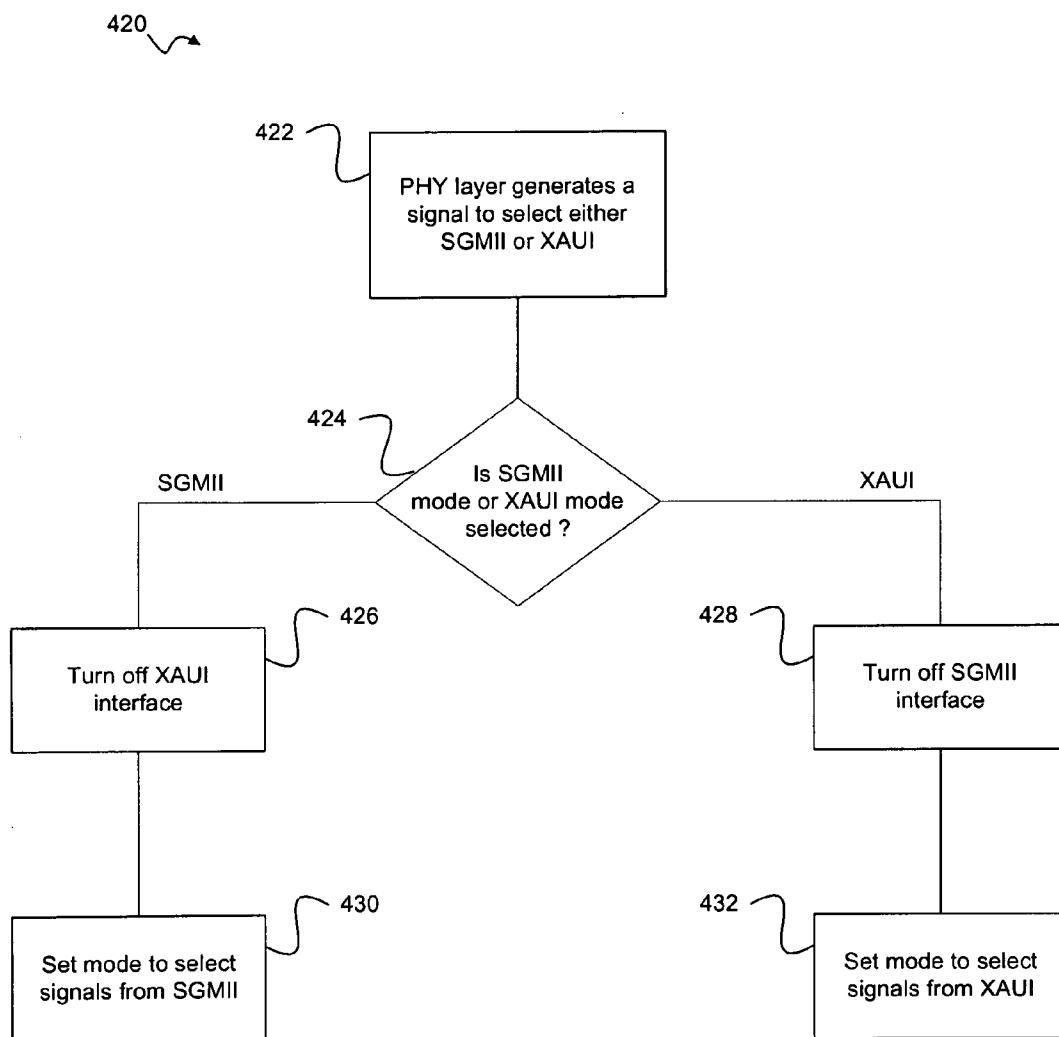 420
422
PHY layer generates a
signal to select either
SGMII or XAUI
424
Is SGMII
mode or XAUI mode
selected ?
SGMII
XAUI
426
428
Turn off XAUI
interface
Turn off SGMII
interface
430
432
Set mode to select
signals from SGMII
Set mode to select
signals from XAUI